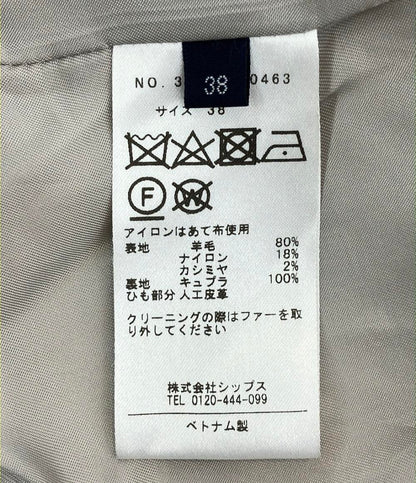 38
NO. 3 0463
サイズ 38
F W
アイロンはあて布使用
表地 羊毛 80%
ナイロン 18%
カシミヤ 2%
裏地 キュプラ 100%
ひも部分 人工皮革
クリーニングの際はファーを取
り外してください
株式会社シップス
TEL 0120-444-099
ベトナム製